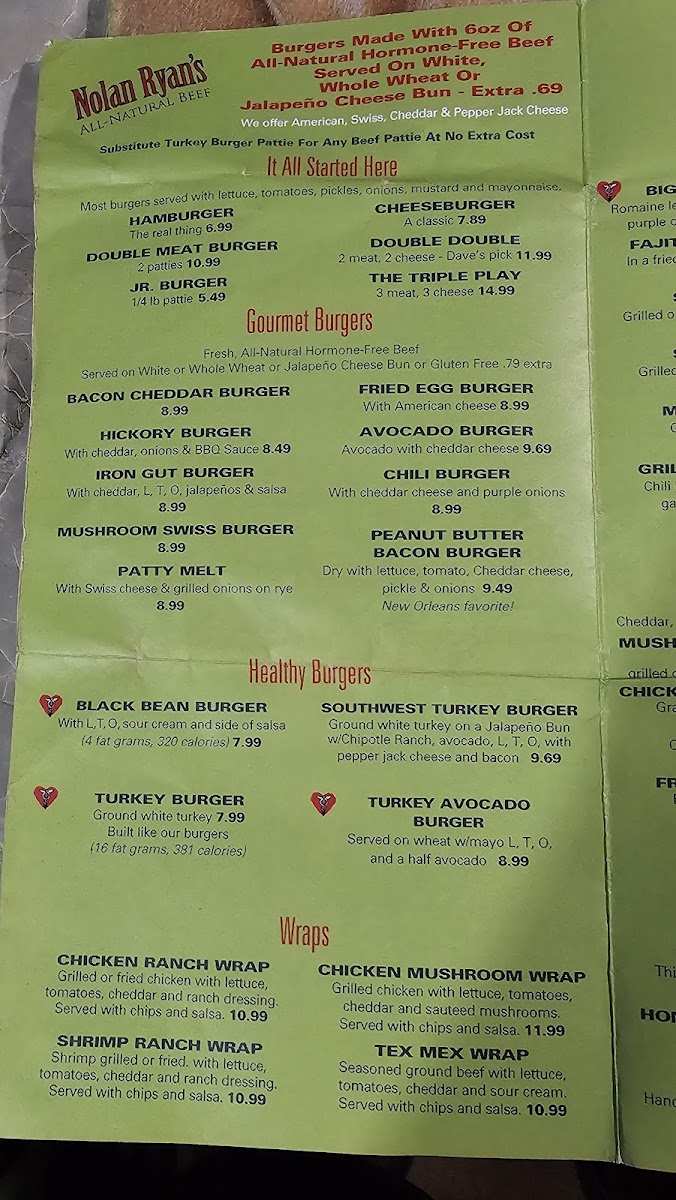 Nolan Ryan's
ALL-NATURAL BEEF
Burgers Made With 6oz Of
All-Natural Hormone-Free Beef
Served On White,
Whole Wheat Or
Jalapeño Cheese Bun - Extra .69
We offer American, Swiss, Cheddar & Pepper Jack Cheese
Substitute Turkey Burger Pattie For Any Beef Pattie At No Extra Cost
It All Started Here
Most burgers served with lettuce, tomatoes, pickles, onions, mustard and mayonnaise.
HAMBURGER
The real thing 6.99
DOUBLE MEAT BURGER
2 patties 10.99
JR. BURGER
1/4 lb pattie 5.49
CHEESEBURGER
A classic 7.89
DOUBLE DOUBLE
2 meat, 2 cheese - Dave's pick 11.99
THE TRIPLE PLAY
3 meat, 3 cheese 14.99
Gourmet Burgers
Fresh, All-Natural Hormone-Free Beef
Served on White or Whole Wheat or Jalapeño Cheese Bun or Gluten Free .79 extra
BACON CHEDDAR BURGER
8.99
HICKORY BURGER
With cheddar, onions & BBQ Sauce 8.49
IRON GUT BURGER
With cheddar, L, T, O, jalapeños & salsa
8.99
MUSHROOM SWISS BURGER
8.99
PATTY MELT
With Swiss cheese & grilled onions on rye
8.99
FRIED EGG BURGER
With American cheese 8.99
AVOCADO BURGER
Avocado with cheddar cheese 9.69
CHILI BURGER
With cheddar cheese and purple onions
8.99
PEANUT BUTTER
BACON BURGER
Dry with lettuce, tomato, Cheddar cheese,
pickle & onions 9.49
New Orleans favorite!
Healthy Burgers
BLACK BEAN BURGER
With L,T, O, sour cream and side of salsa
(4 fat grams, 320 calories) 7.99
TURKEY BURGER
Ground white turkey 7.99
Built like our burgers
(16 fat grams, 381 calories)
SOUTHWEST TURKEY BURGER
Ground white turkey on a Jalapeño Bun
w/Chipotle Ranch, avocado, L, T, O, with
pepper jack cheese and bacon 9.69
TURKEY AVOCADO
BURGER
Served on wheat w/mayo L, T, O,
and a half avocado 8.99
Wraps
CHICKEN RANCH WRAP
Grilled or fried chicken with lettuce,
tomatoes, cheddar and ranch dressing.
Served with chips and salsa. 10.99
SHRIMP RANCH WRAP
Shrimp grilled or fried. with lettuce,
tomatoes, cheddar and ranch dressing.
Served with chips and salsa. 10.99
CHICKEN MUSHROOM WRAP
Grilled chicken with lettuce, tomatoes,
cheddar and sauteed mushrooms.
Served with chips and salsa. 11.99
TEX MEX WRAP
Seasoned ground beef with lettuce,
tomatoes, cheddar and sour cream.
Served with chips and salsa. 10.99
BIG
Romaine le
purple
In a
Grilled
Chili
Cheddar,
grilled